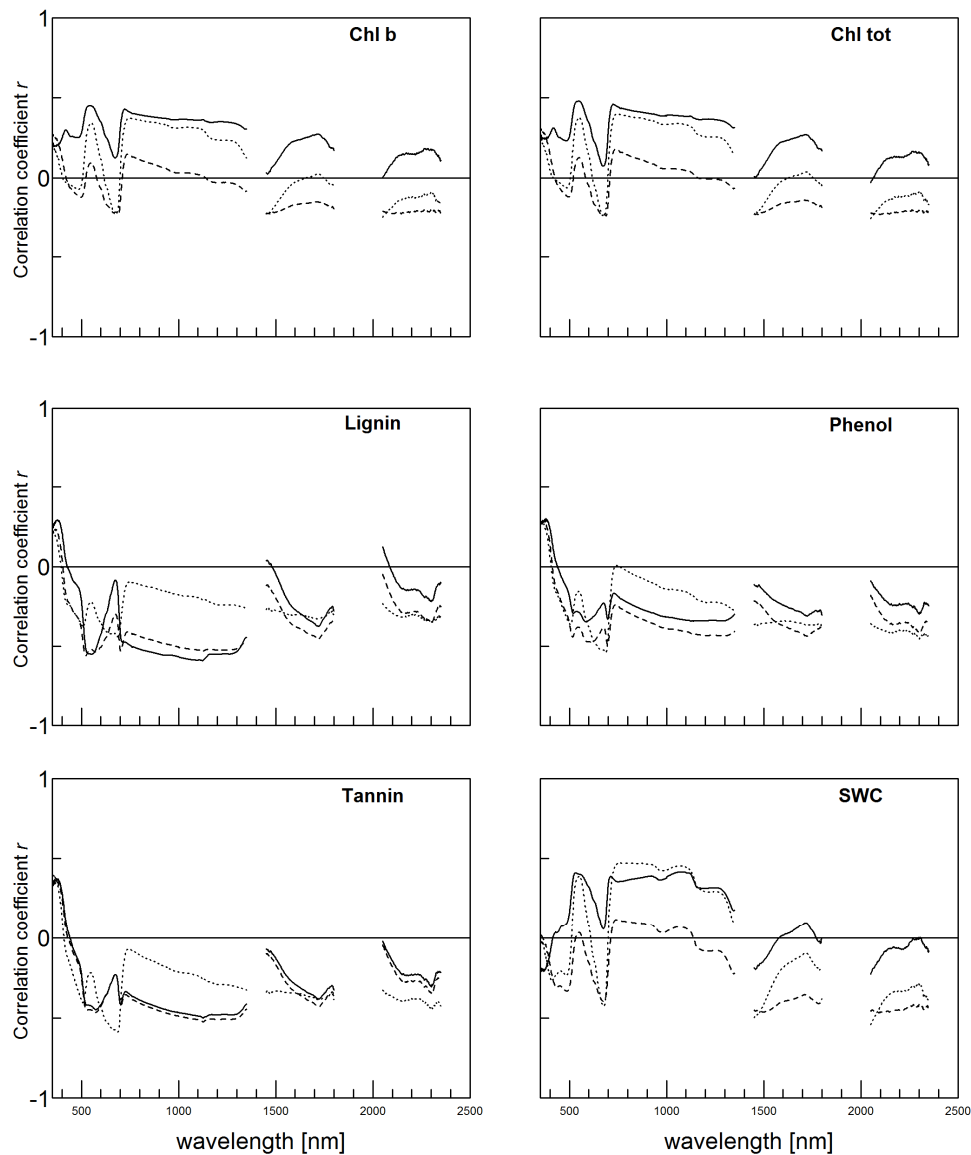 1
Chl b
Chl tot
Correlation coefficient r
0
-1
1
Lignin
Phenol
Correlation coefficient r
0
-1
1
Tannin
SWC
Correlation coefficient r
0
-1
500 1000 1500 2000 2500
500 1000 1500 2000 2500
wavelength [nm]
wavelength [nm]